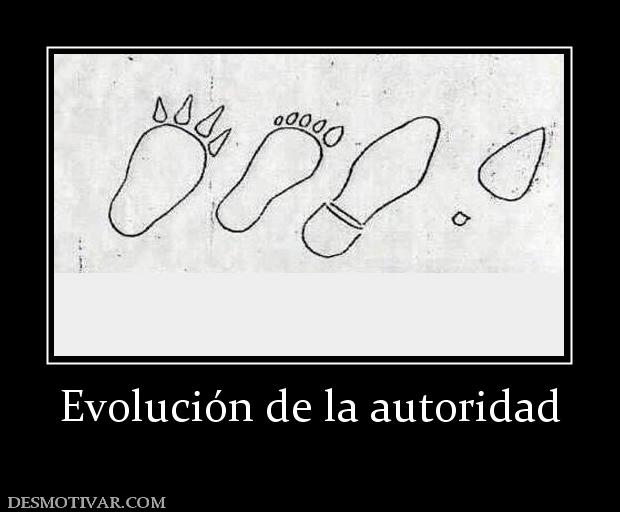 Evolución de la autoridad
DESMOTIVAR.COM